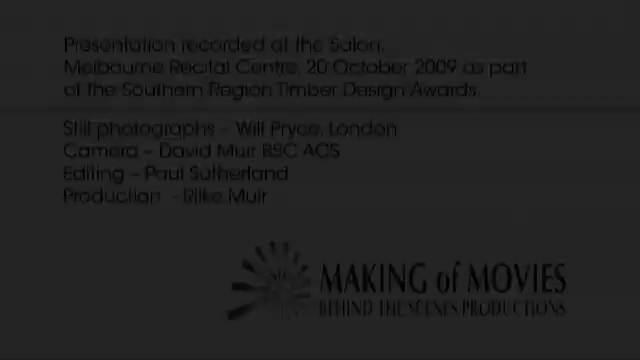 Presentation recorded at the Salon,
Melbourne Recital Centre, 20 October 2009 as part
of the Southern Region Timber Design Awards.
Still photographs - Will Pryce, London
Camera - David Muir BSC ACS
Editing - Paul Sutherland
Production - Rilke Muir
MAKING of MOVIES
BEHIND THE SCENES PRODUCTIONS